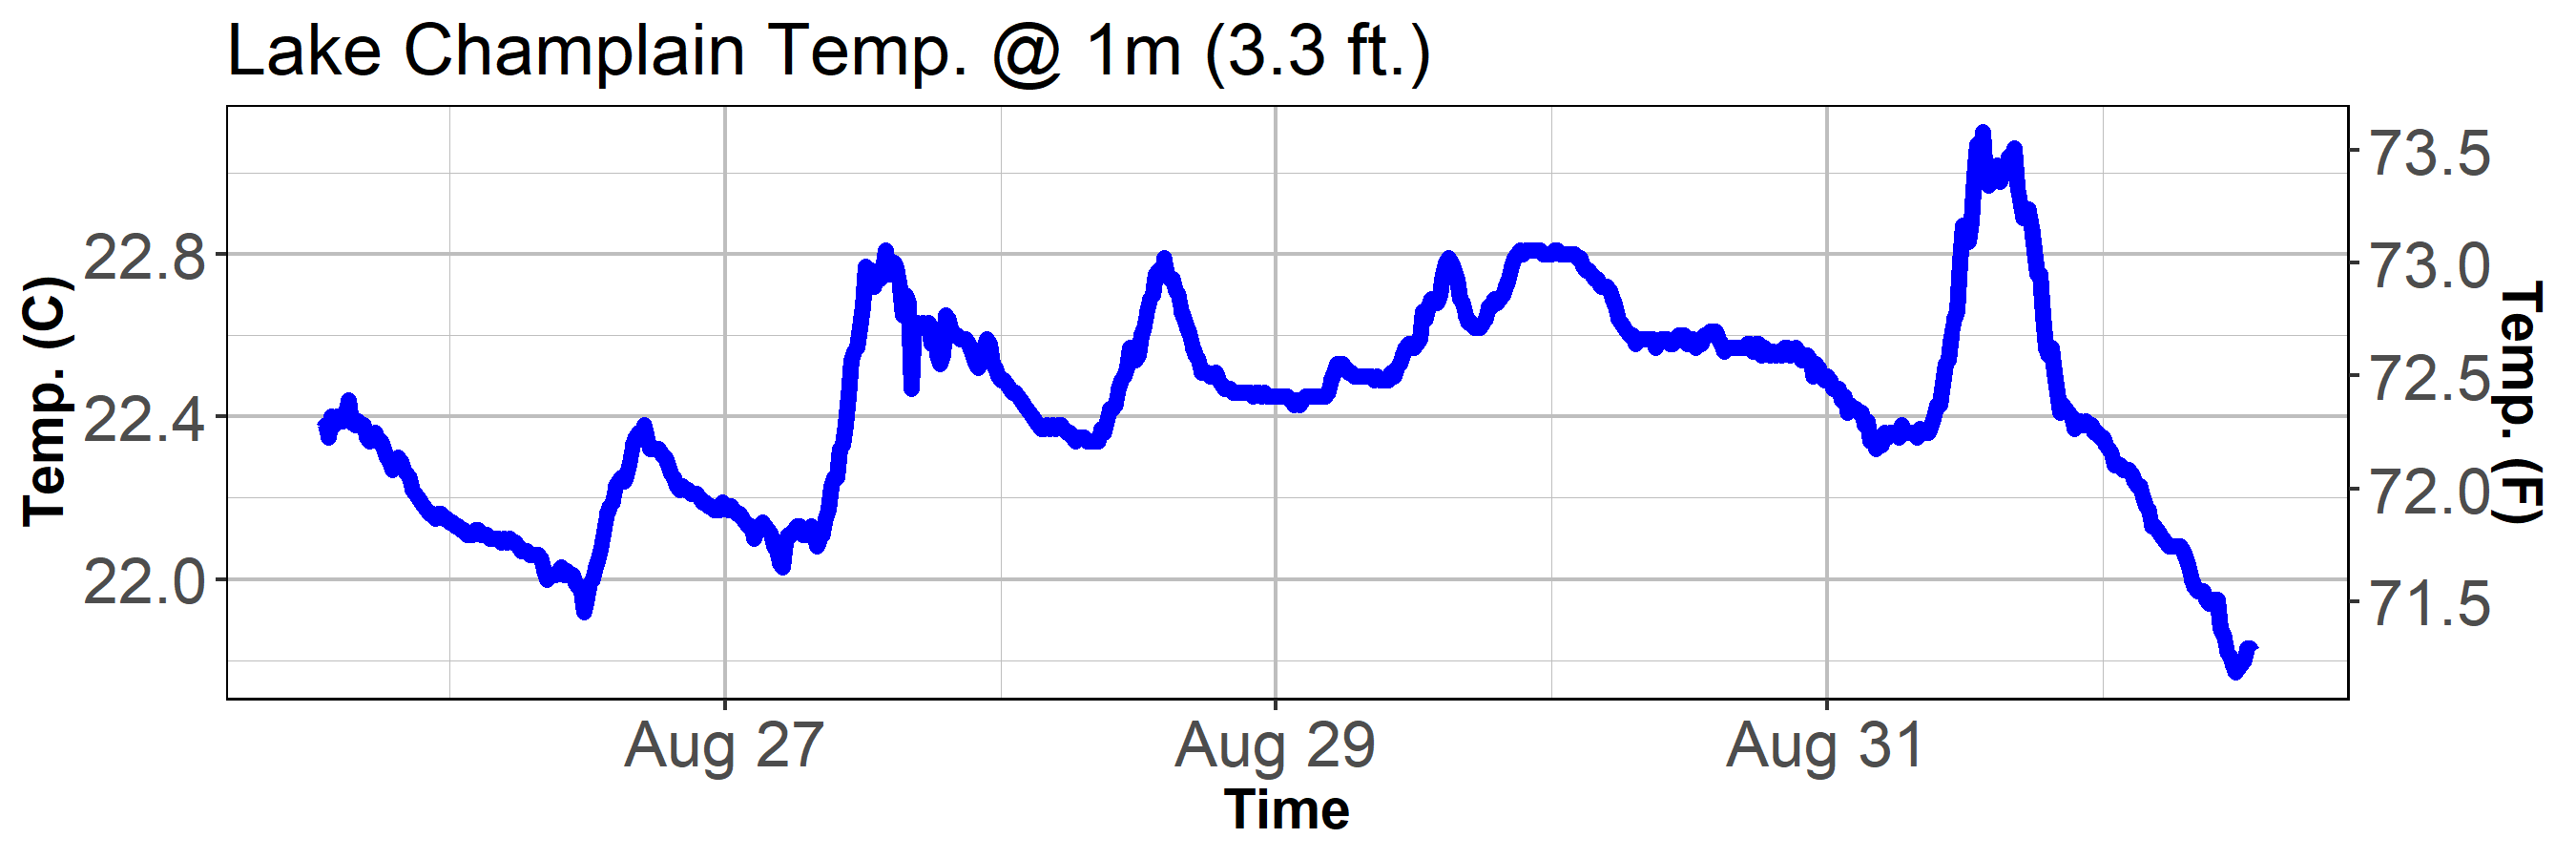 Lake Champlain Temp. @ 1m (3.3 ft.)
Temp. (C)
22.8
22.4
22.0
73.5
73.0
72.5
72.0
71.5
Temp. (F)
Aug 27
Aug 29
Aug 31
Time